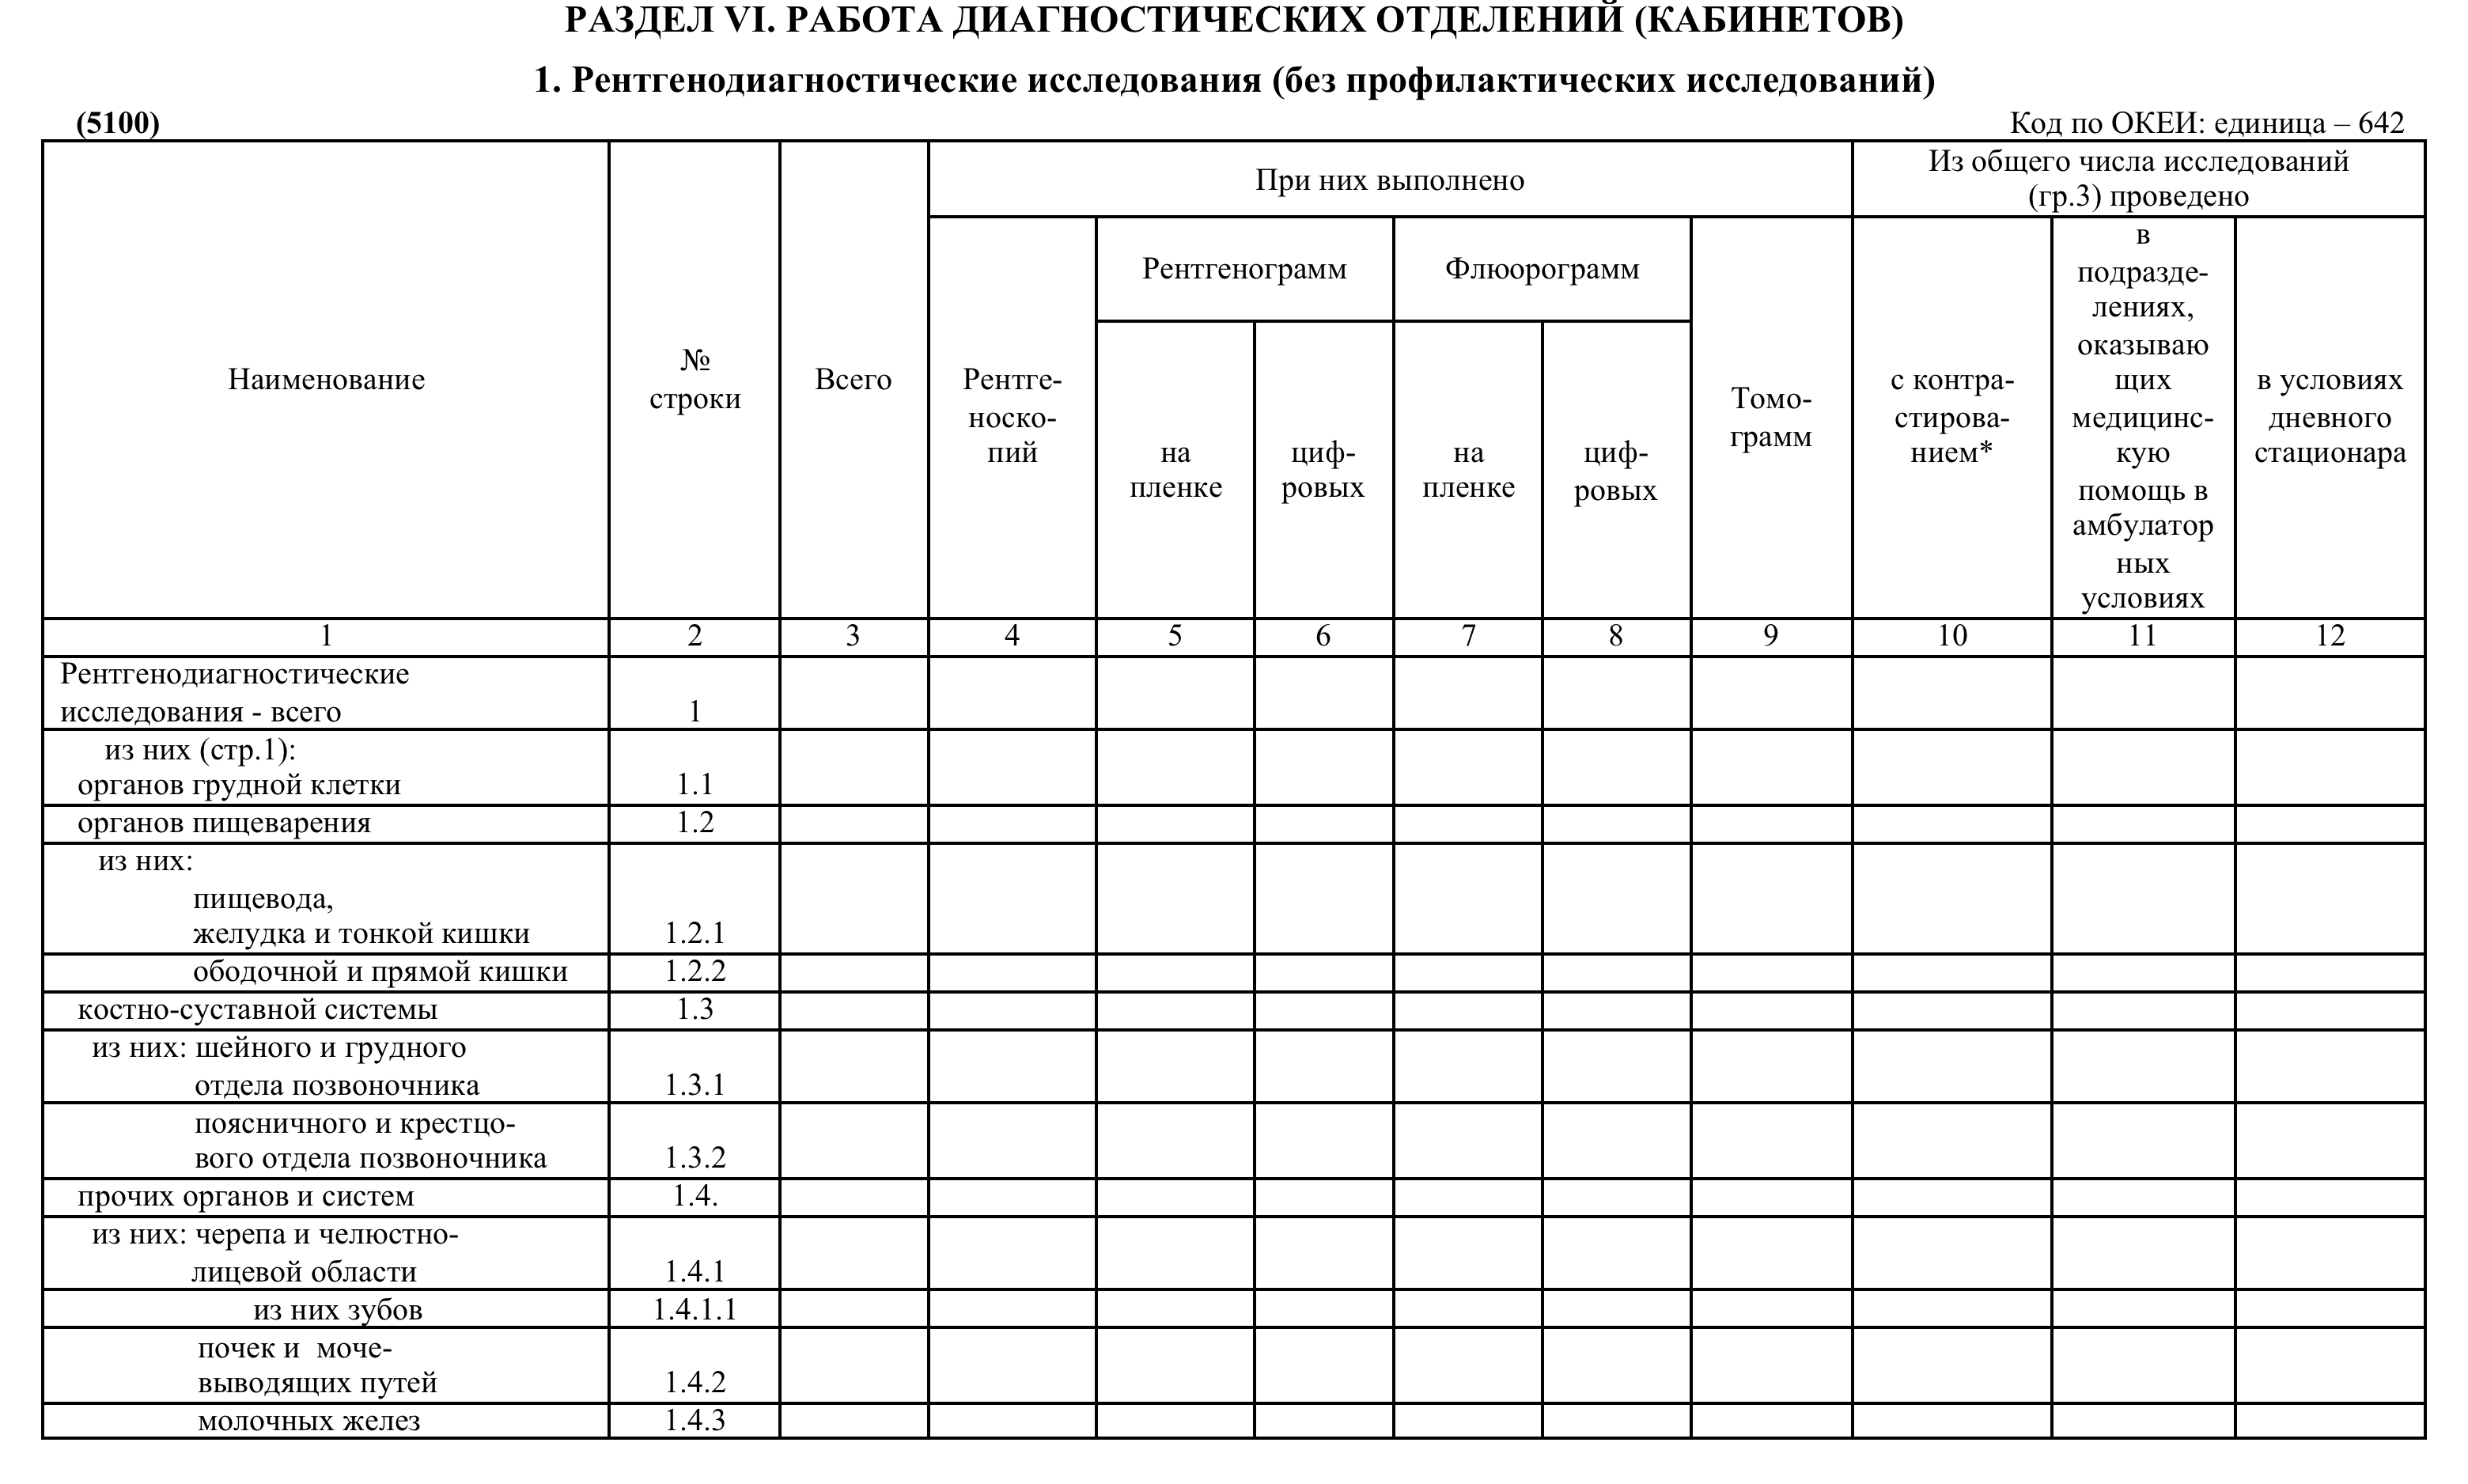 РАЗДЕЛ VI. РАБОТА ДИАГНОСТИЧЕСКИХ ОТДЕЛЕНИЙ (КАБИНЕТОВ)
1. Рентгенодиагностические исследования (без профилактических исследований)
(5100)
Код по ОКЕИ: единица – 642
Наименование
№
строки
Всего
При них выполнено
Рентге-
носко-
пий
Рентгенограмм
на
пленке
циф-
ровых
Флюорограмм
на
пленке
циф-
ровых
Томо-
грамм
Из общего числа исследований
(гр.3) проведено
с контра-
стирова-
нием*
в
подразде-
лениях,
оказываю
щих
медицинс-
кую
помощь в
амбулатор
ных
условиях
в условиях
дневного
стационара
1 2 3 4 5 6 7 8 9 10 11 12
Рентгенодиагностические
исследования - всего 1
из них (стр.1):
органов грудной клетки 1.1
органов пищеварения 1.2
из них:
пищевода,
желудка и тонкой кишки 1.2.1
ободочной и прямой кишки 1.2.2
костно-суставной системы 1.3
из них: шейного и грудного
отдела позвоночника 1.3.1
поясничного и крестцо-
вого отдела позвоночника 1.3.2
прочих органов и систем 1.4.
из них: черепа и челюстно-
лицевой области 1.4.1
из них зубов 1.4.1.1
почек и моче-
выводящих путей 1.4.2
молочных желез 1.4.3